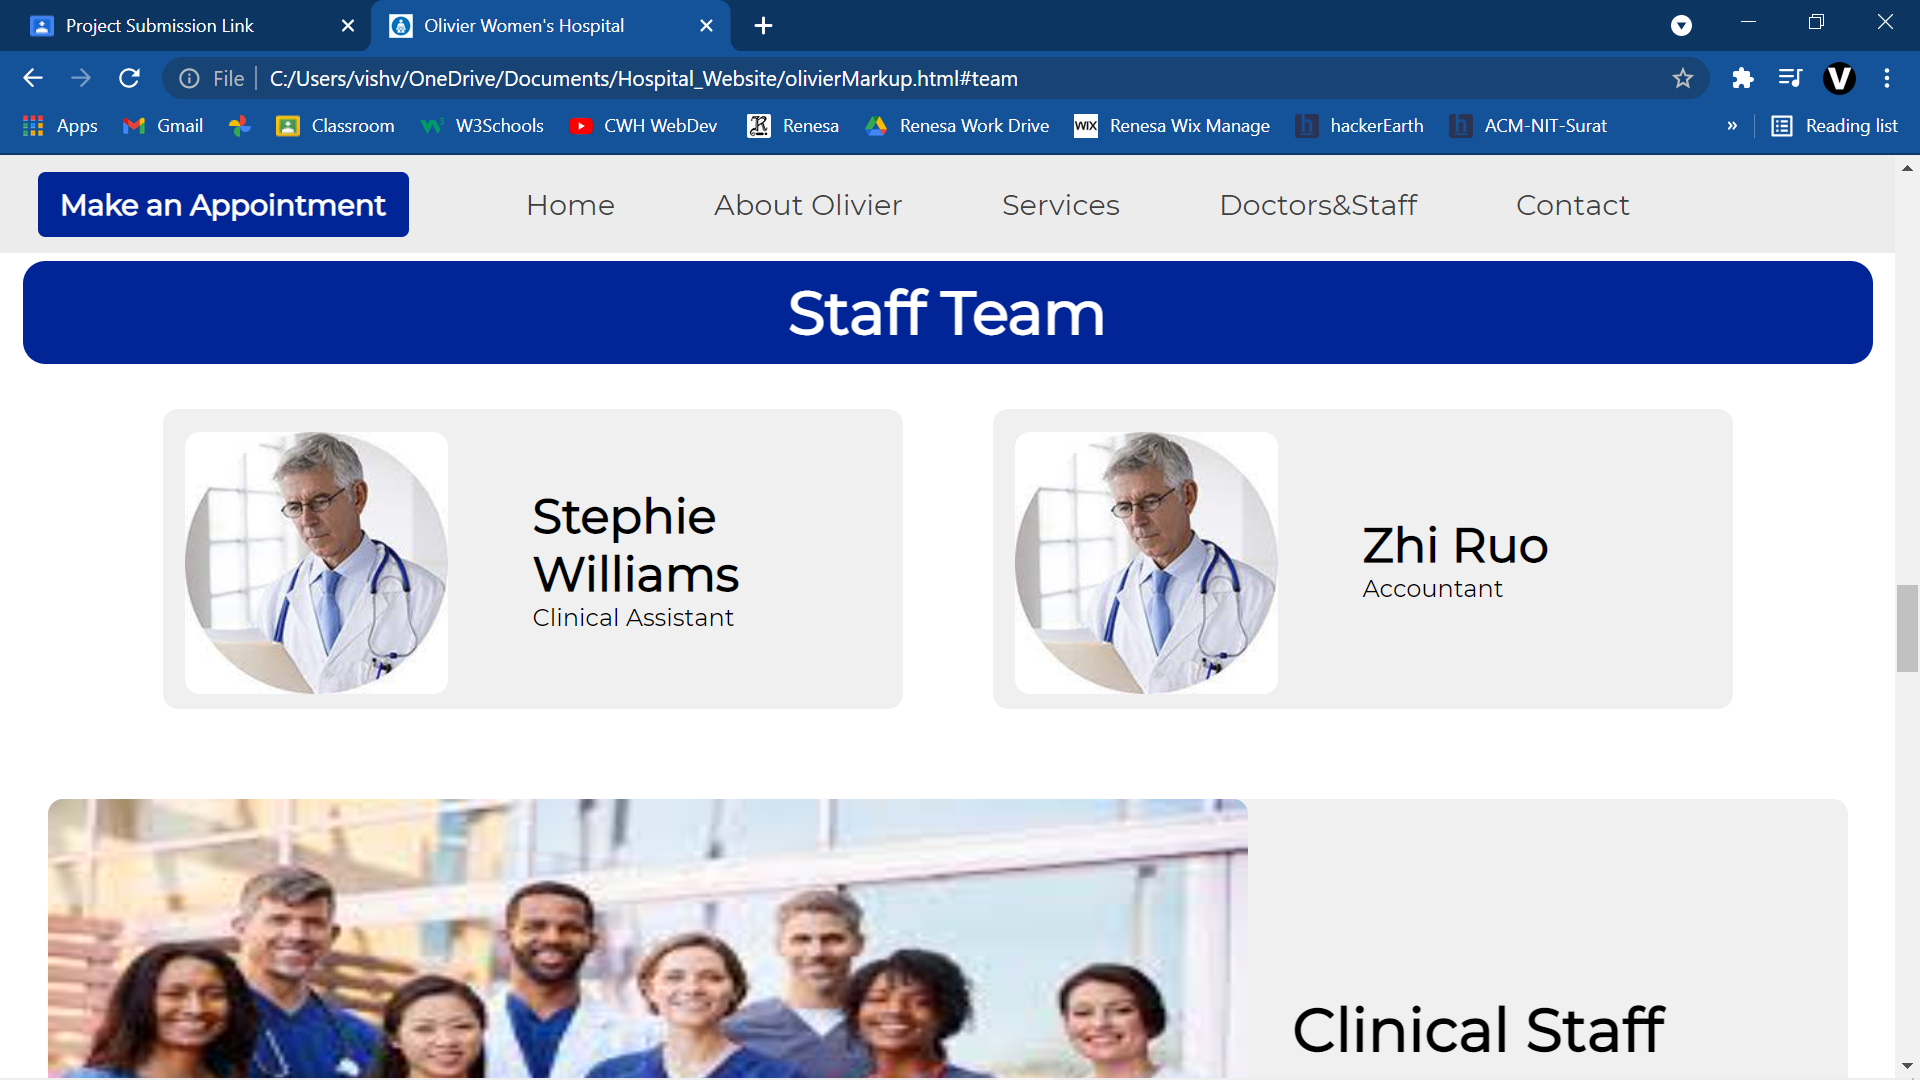 Project Submission Link
Olivier Women's Hospital
File C:/Users/vishv/OneDrive/Documents/Hospital_Website/olivierMarkup.html#team
V
Apps Gmail Classroom W3Schools CWH WebDev R Renesa Renesa Work Drive WIX Renesa Wix Manage h hackerEarth h ACM-NIT-Surat » Reading list
Make an Appointment Home About Olivier Services Doctors&Staff Contact
Staff Team
Stephie
Williams
Clinical Assistant
Zhi Ruo
Accountant
Clinical Staff